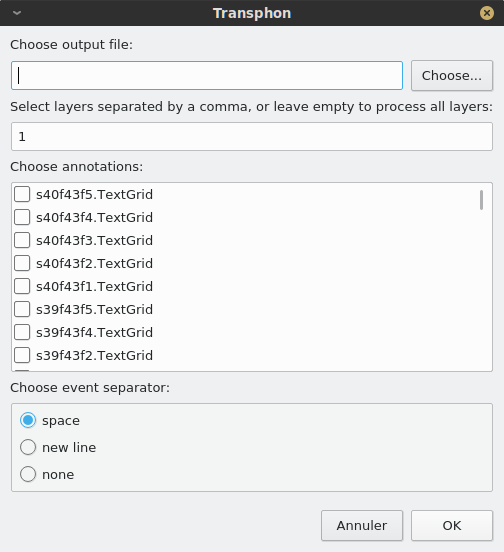 Transphon
Choose output file:
Choose...
Select layers separated by a comma, or leave empty to process all layers:
1
Choose annotations:
s40f43f5.TextGrid
s40f43f4.TextGrid
s40f43f3.TextGrid
s40f43f2.TextGrid
s40f43f1.TextGrid
s39f43f5.TextGrid
s39f43f4.TextGrid
s39f43f2.TextGrid
Choose event separator:
space
new line
none
Annuler OK